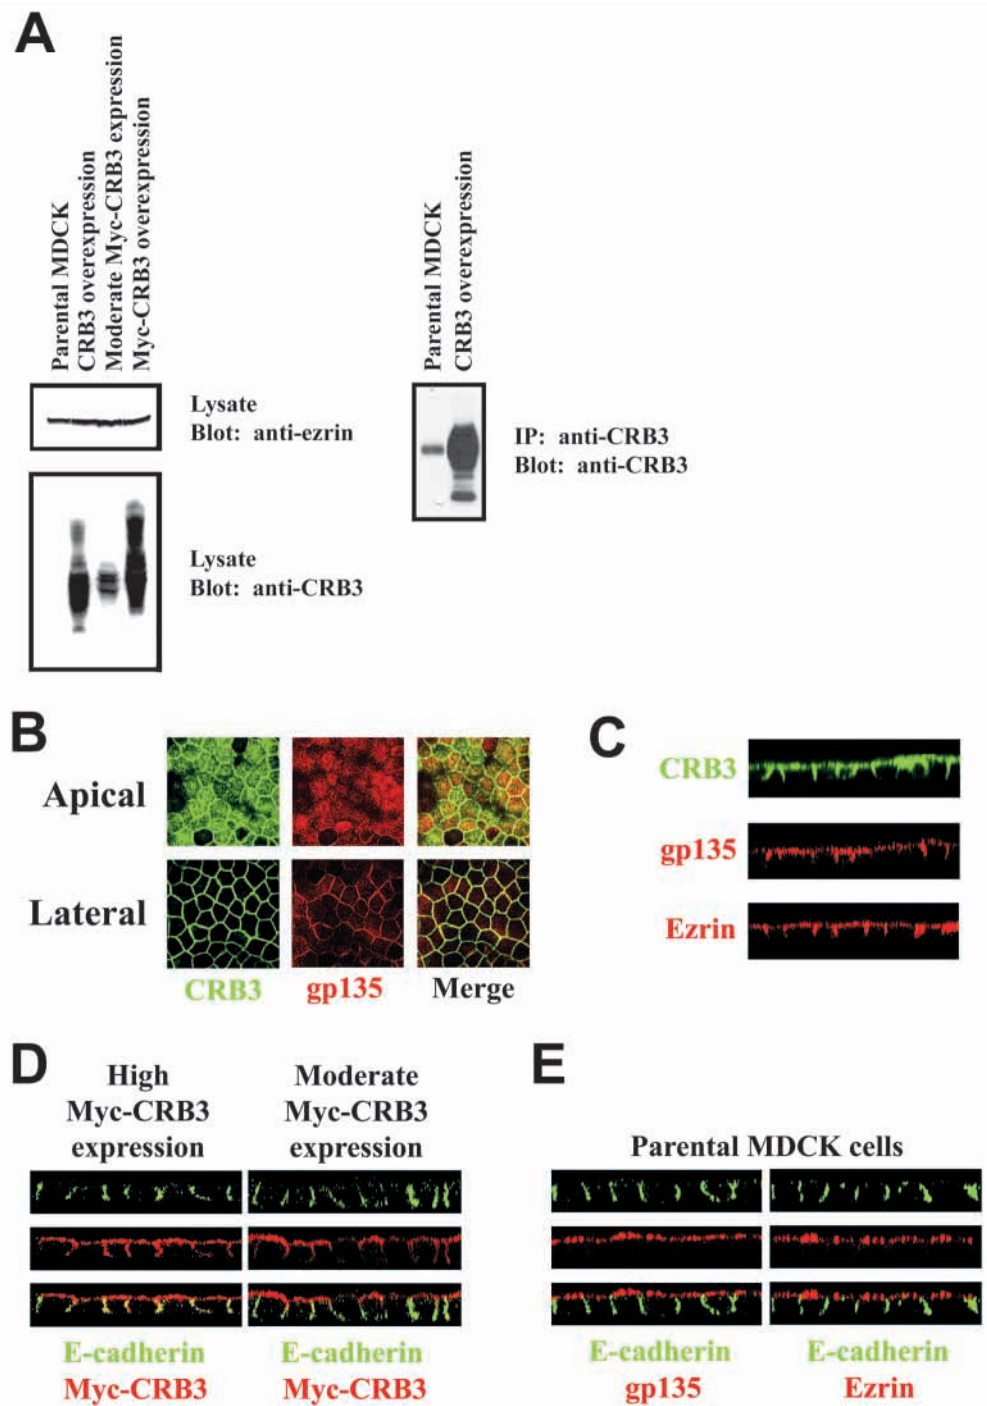 A
Parental MDCK
CRB3 overexpression
Moderate Myc-CRB3 expression
Myc-CRB3 overexpression
Lysate
Blot: anti-ezrin
Lysate
Blot: anti-CRB3
Parental MDCK
CRB3 overexpression
IP: anti-CRB3
Blot: anti-CRB3
B
Apical
Lateral
CRB3
gp135
Merge
C
CRB3
gp135
Ezrin
D
High
Myc-CRB3
expression
Moderate
Myc-CRB3
expression
E-cadherin
Myc-CRB3
E-cadherin
Myc-CRB3
E
Parental MDCK cells
E-cadherin
gp135
E-cadherin
Ezrin